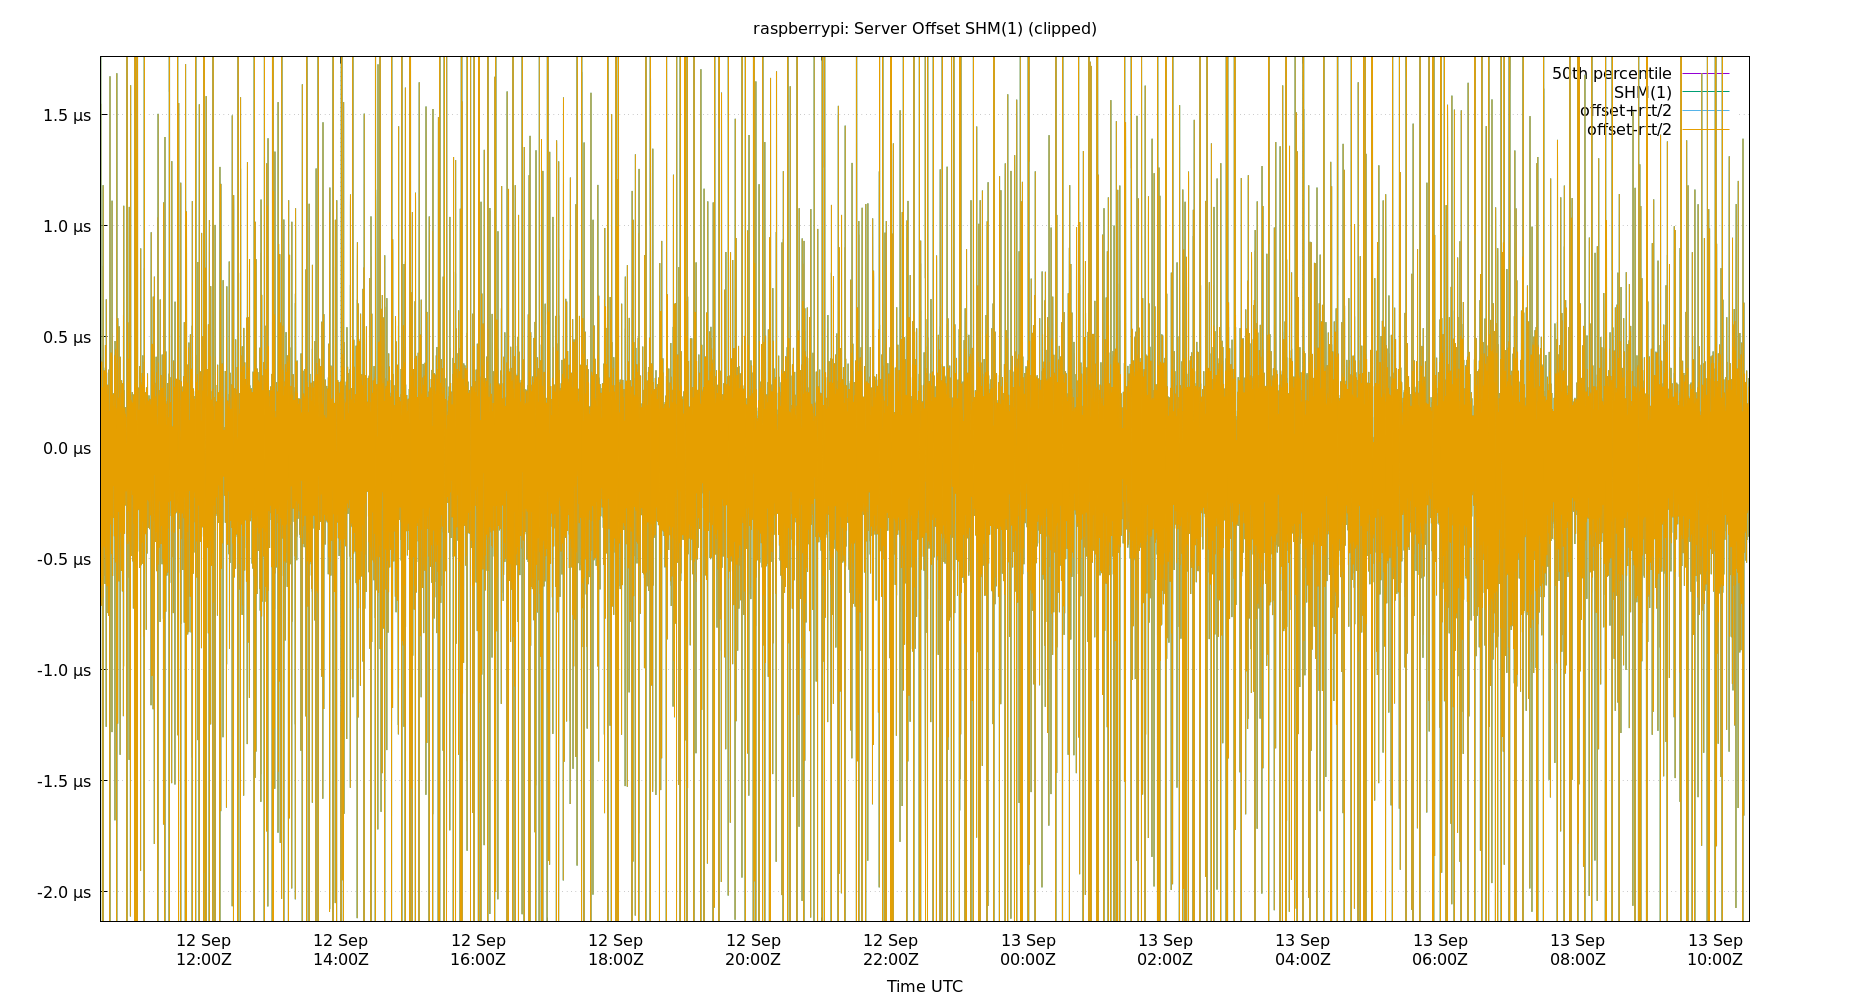 raspberrypi: Server Offset SHM(1) (clipped)
50th percentile
SHM(1)
offset+rtt/2
offset-rtt/2
1.5 µs
1.0 µs
0.5 µs
0.0 µs
-0.5 µs
-1.0 µs
-1.5 µs
-2.0 µs
12 Sep 12 Sep 12 Sep 12 Sep 12 Sep 12 Sep 13 Sep 13 Sep 13 Sep 13 Sep 13 Sep 13 Sep
12:00Z 14:00Z 16:00Z 18:00Z 20:00Z 22:00Z 00:00Z 02:00Z 04:00Z 06:00Z 08:00Z 10:00Z
Time UTC